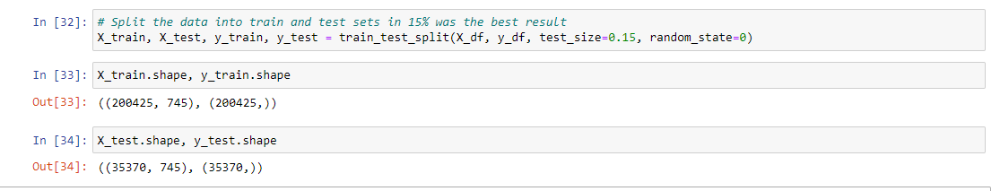 In [32]: # Split the data into train and test sets in 15% was the best result
X_train, X_test, y_train, y_test = train_test_split(X_df, y_df, test_size=0.15, random_state=0)
In [33]: X_train.shape, y_train.shape
Out[33]: ((200425, 745), (200425,))
In [34]: X_test.shape, y_test.shape
Out[34]: ((35370, 745), (35370,))